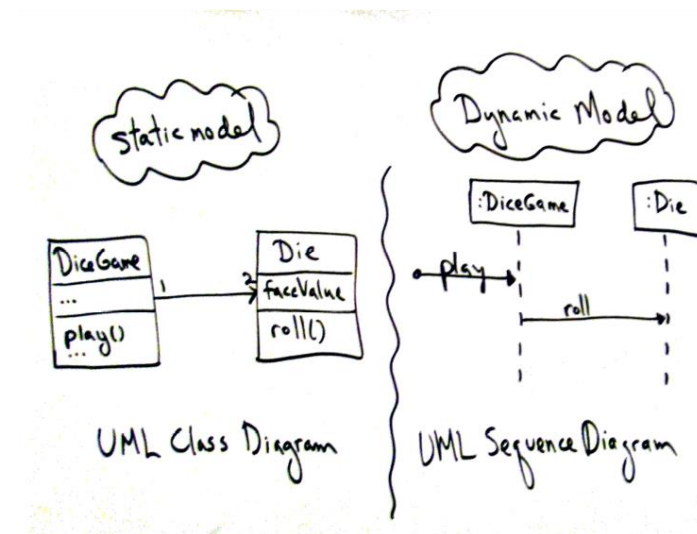 static model
DiceGame
...
play()
...
1
2
Die
faceValue
roll()
UML Class Diagram
Dynamic Model
:DiceGame
:Die
play
roll
UML Sequence Diagram